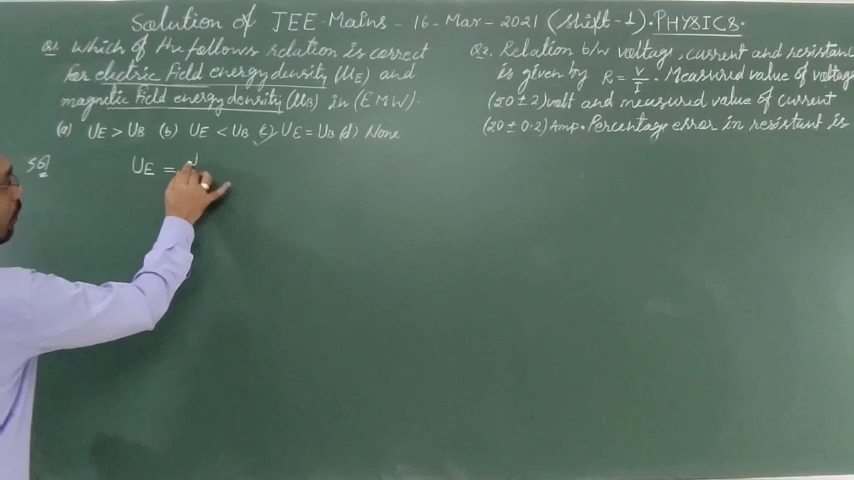 Solution of JEE-Mains-16-Mar-2021 (Shift-1). PHYSICS.
Q1. Which of the follows relation is correct
for electric field energy density (UE) and
magnetic field energy density (UB) in (EMW).
(a) UE > UB (b) UE < UB (c) UE = UB (d) None
Q2. Relation b/w voltage, current and resistanc
is given by R = V/I. Measured value of voltage
(50 ± 2) volt and measured value of current
(20 ± 0.2) Amp. Percentage error in resistant is
UE =